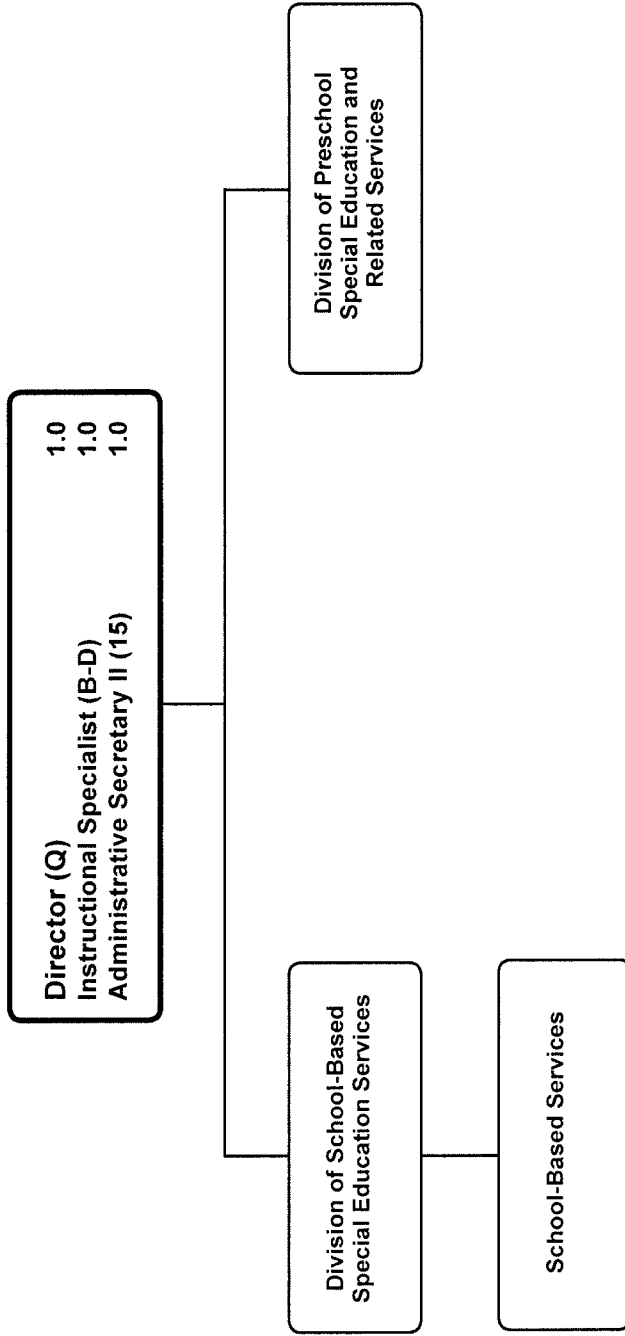 Director (Q) 1.0
Instructional Specialist (B-D) 1.0
Administrative Secretary II (15) 1.0
Division of School-Based
Special Education Services
Division of Preschool
Special Education and
Related Services
School-Based Services